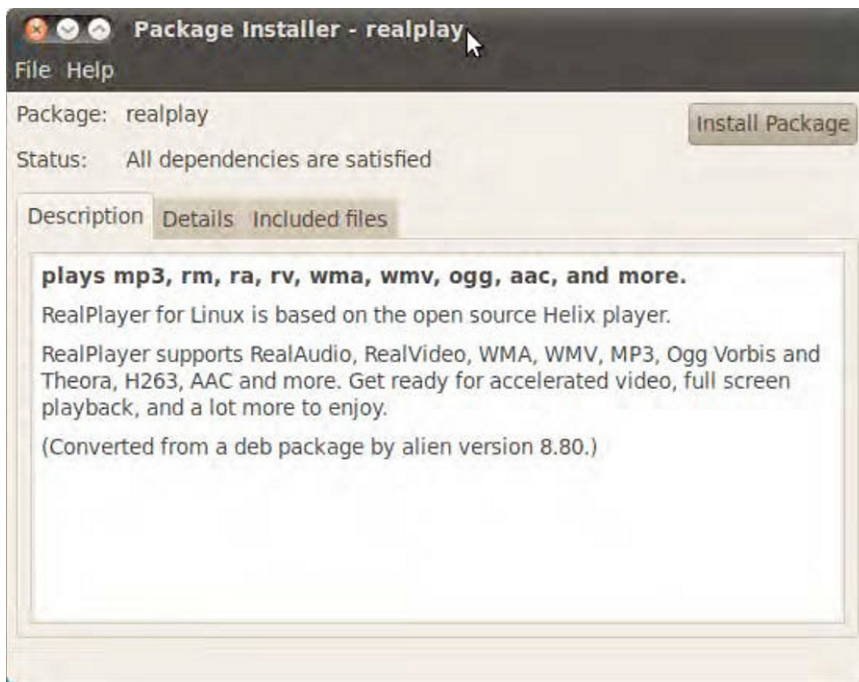 Package Installer - realplay
File Help
Package: realplay
Install Package
Status: All dependencies are satisfied
Description Details Included files
plays mp3, rm, ra, rv, wma, wmv, ogg, aac, and more.
RealPlayer for Linux is based on the open source Helix player.
RealPlayer supports RealAudio, RealVideo, WMA, WMV, MP3, Ogg Vorbis and
Theora, H263, AAC and more. Get ready for accelerated video, full screen
playback, and a lot more to enjoy.
(Converted from a deb package by alien version 8.80.)